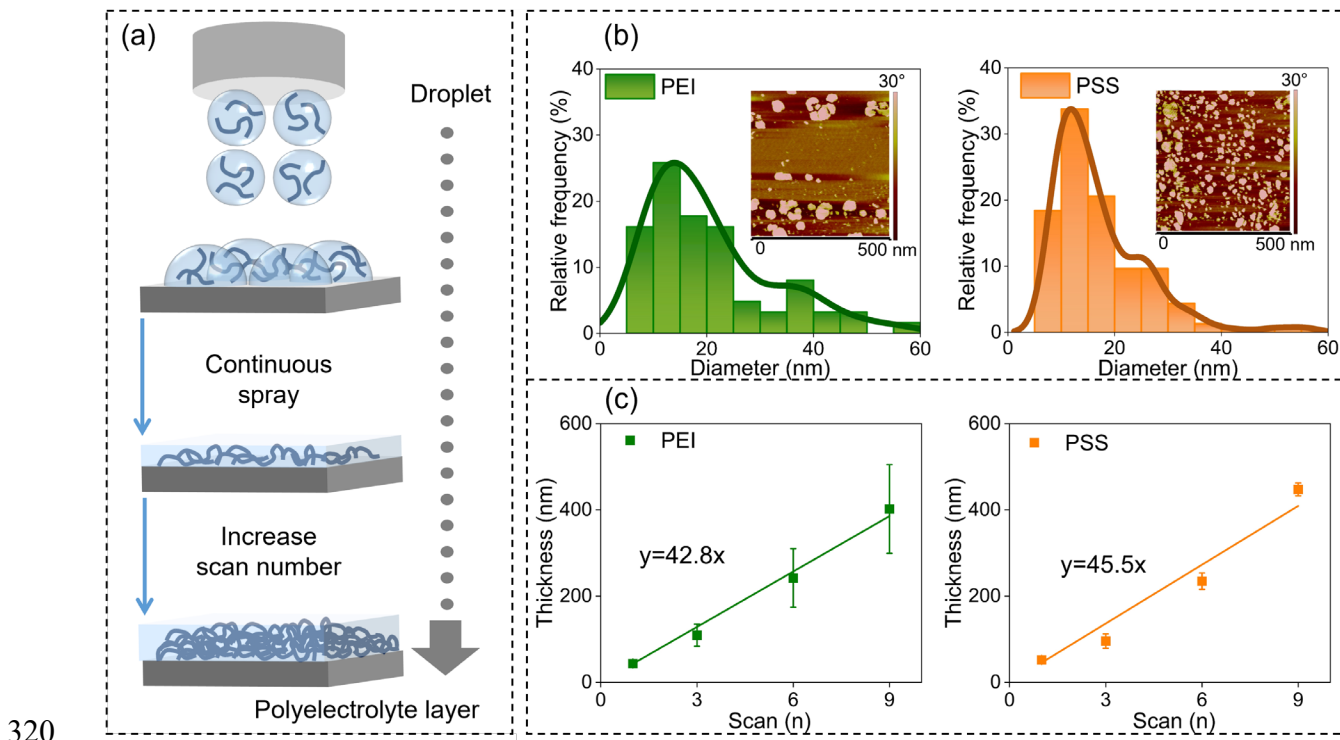 (a)
Droplet
Continuous
spray
Increase
scan number
Polyelectrolyte layer
(b)
PEI
30°
0
500 nm
40
30
20
10
0
Relative frequency (%)
0
20
40
60
Diameter (nm)
PSS
30°
0
500 nm
40
30
20
10
0
Relative frequency (%)
0
20
40
60
Diameter (nm)
(c)
PEI
y=42.8x
600
400
200
0
Thickness (nm)
0
3
6
9
Scan (n)
PSS
y=45.5x
600
400
200
0
Thickness (nm)
0
3
6
9
Scan (n)
320